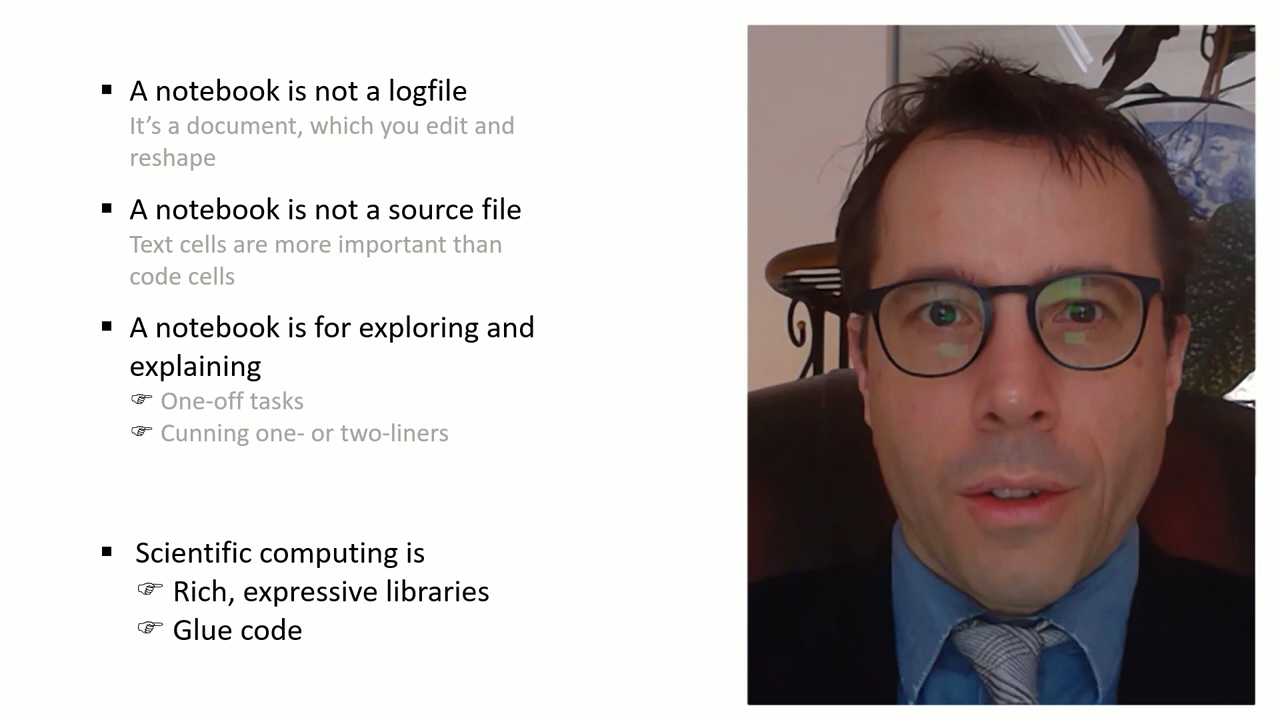 ▪ A notebook is not a logfile
It’s a document, which you edit and
reshape
▪ A notebook is not a source file
Text cells are more important than
code cells
▪ A notebook is for exploring and
explaining
☞ One-off tasks
☞ Cunning one- or two-liners
▪ Scientific computing is
☞ Rich, expressive libraries
☞ Glue code